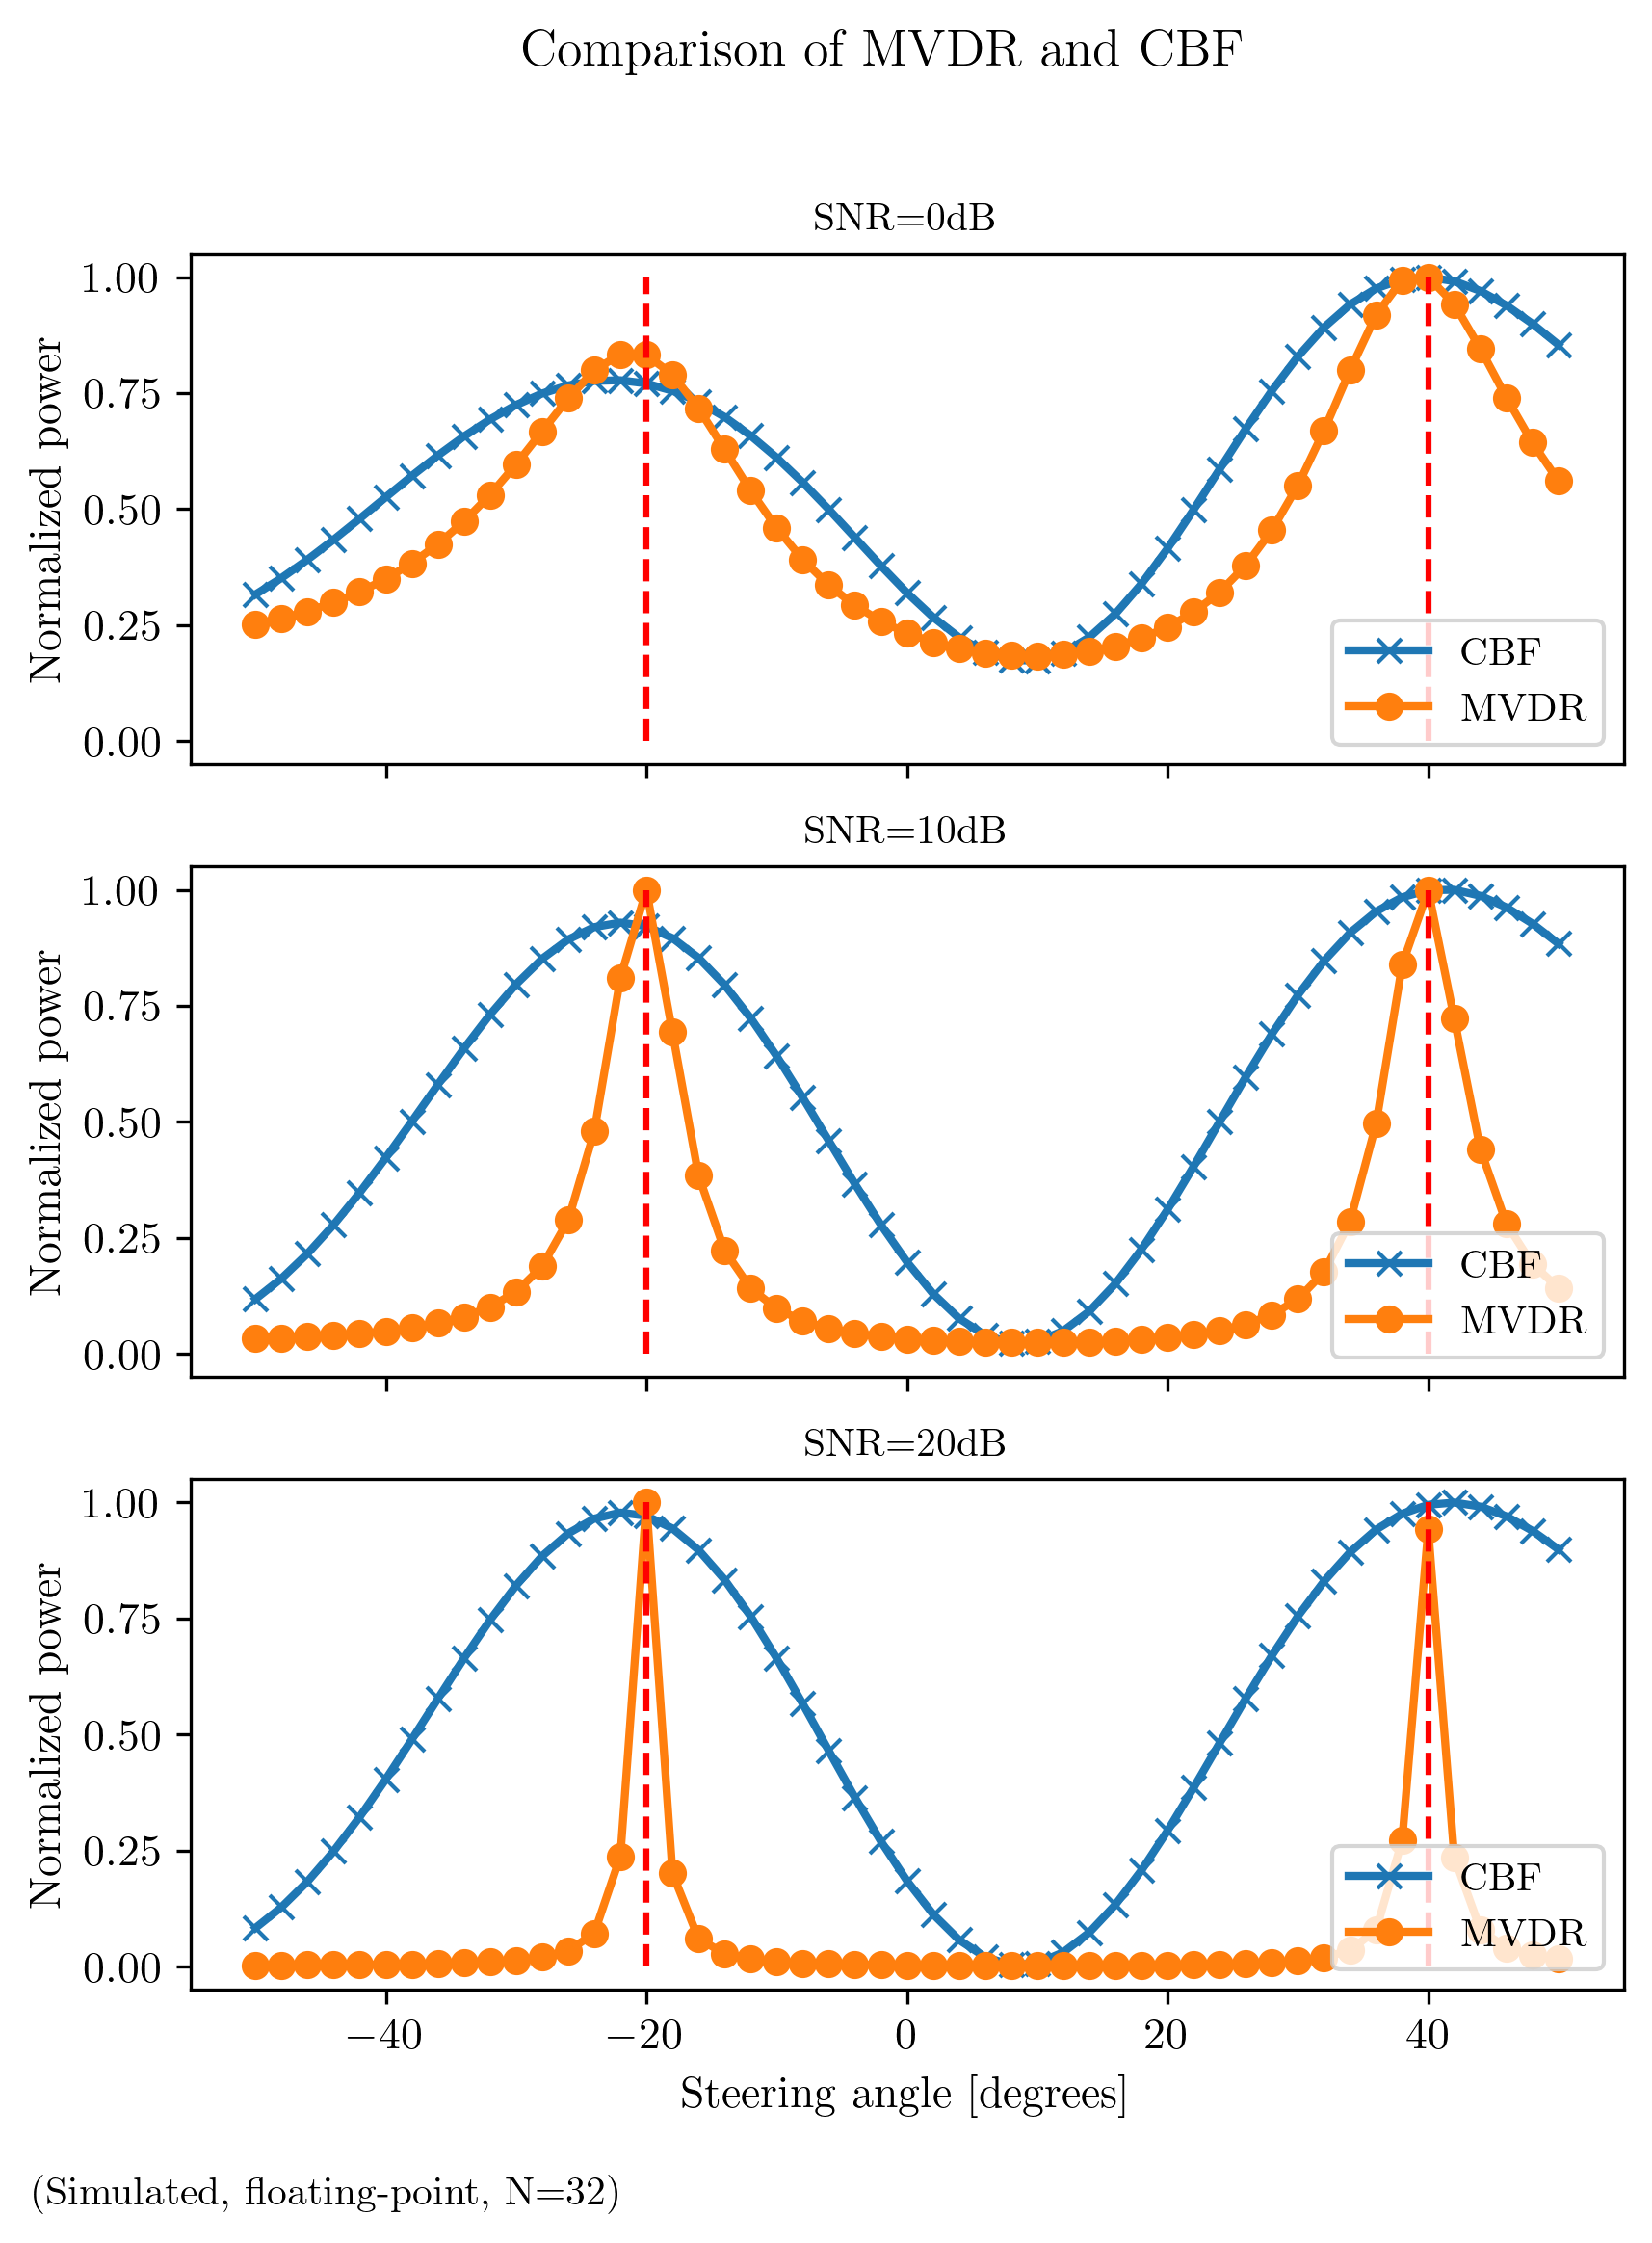 Comparison of MVDR and CBF
SNR=0dB
Normalized power
1.00
0.75
0.50
0.25
0.00
CBF
MVDR
SNR=10dB
Normalized power
1.00
0.75
0.50
0.25
0.00
CBF
MVDR
SNR=20dB
Normalized power
1.00
0.75
0.50
0.25
0.00
CBF
MVDR
−40 −20 0 20 40
Steering angle [degrees]
(Simulated, floating-point, N=32)